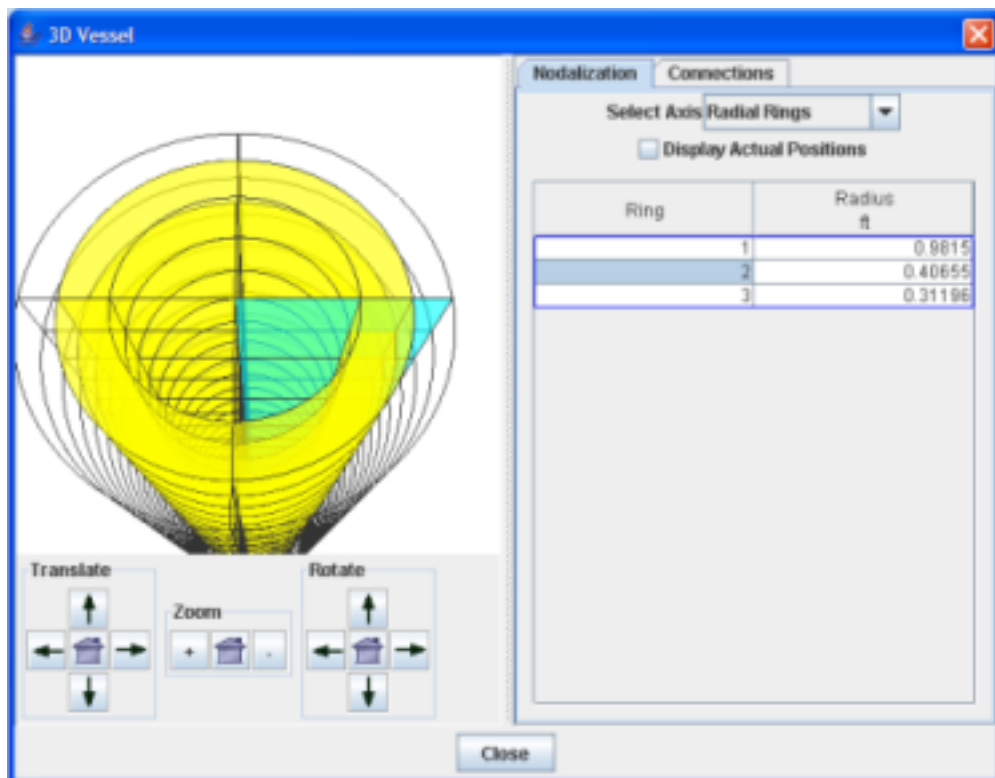 3D Vessel
Nodalization Connections
Select Axis Radial Rings
Display Actual Positions
Ring Radius
ft
1 0.9815
2 0.40655
3 0.31196
Translate
Zoom
+ -
Rotate
Close